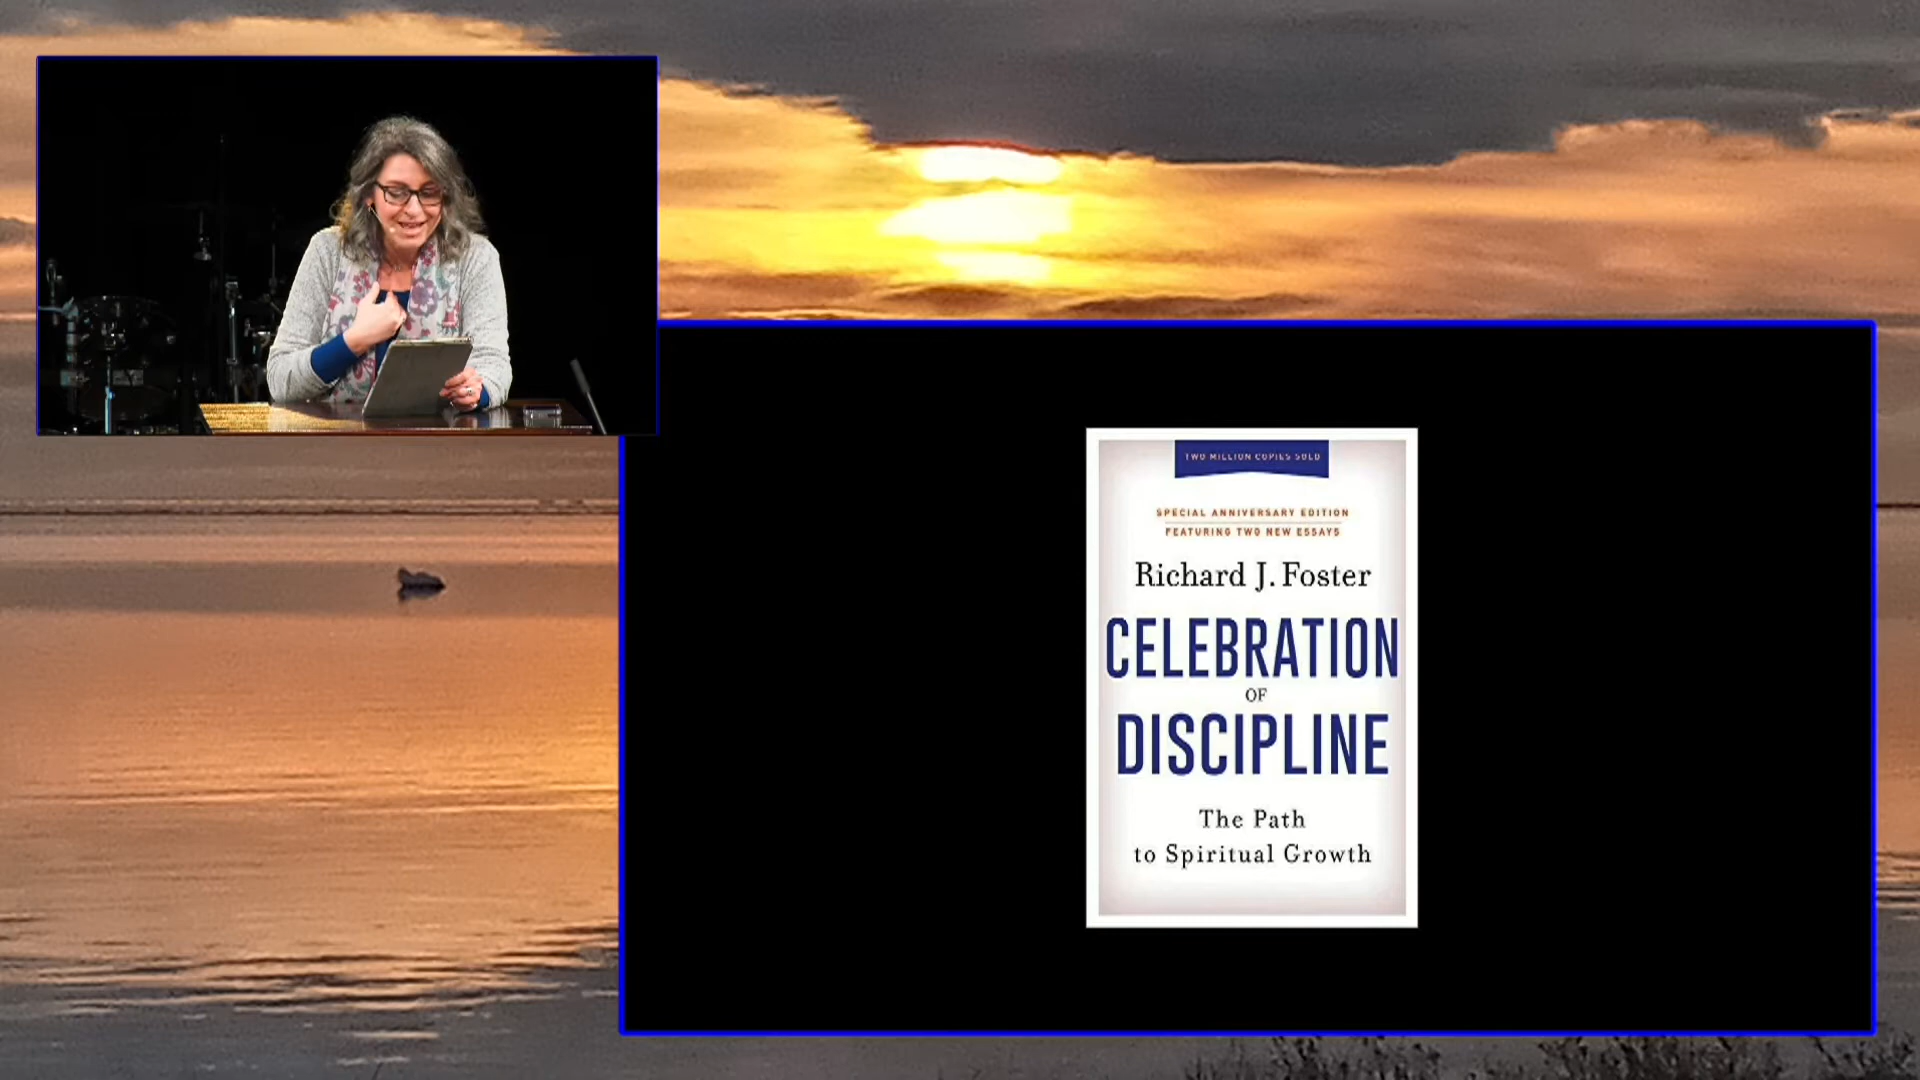 TWO MILLION COPIES SOLD
SPECIAL ANNIVERSARY EDITION
FEATURING TWO NEW ESSAYS
Richard J. Foster
CELEBRATION
OF
DISCIPLINE
The Path
to Spiritual Growth